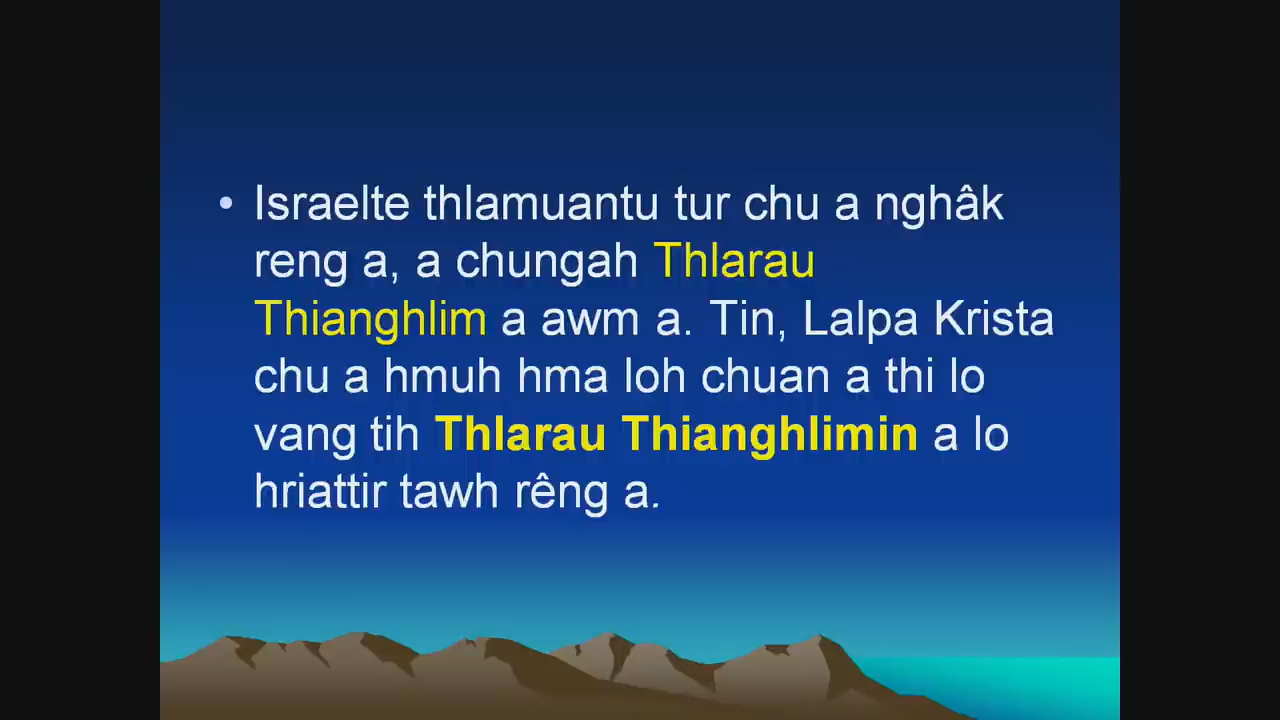 • Israelte thlamuantu tur chu a nghâk
reng a, a chungah Thlarau
Thianghlim a awm a. Tin, Lalpa Krista
chu a hmuh hma loh chuan a thi lo
vang tih Thlarau Thianghlimin a lo
hriattir tawh rêng a.